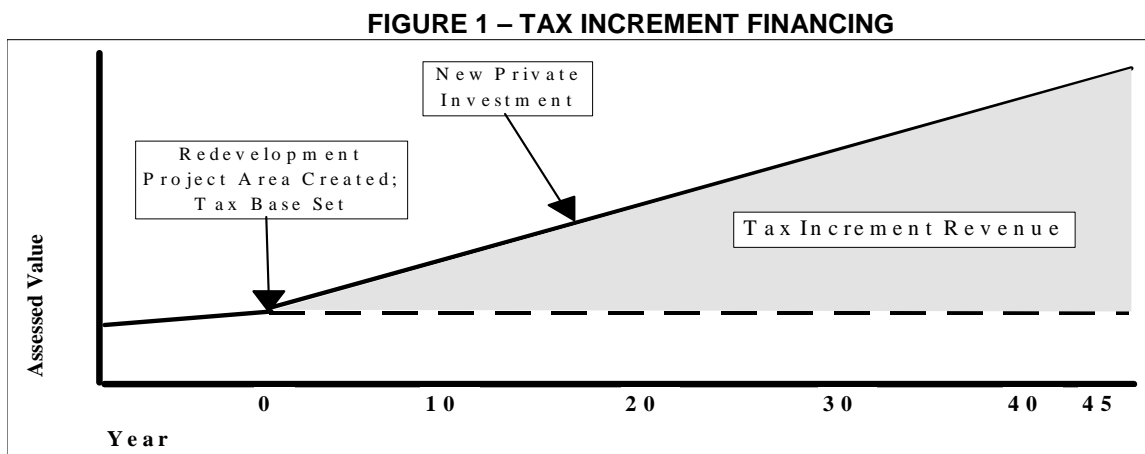 FIGURE 1 – TAX INCREMENT FINANCING
New Private
Investment
Redevelopment
Project Area Created;
Tax Base Set
Tax Increment Revenue
Assessed Value
0 10 20 30 40 45
Year